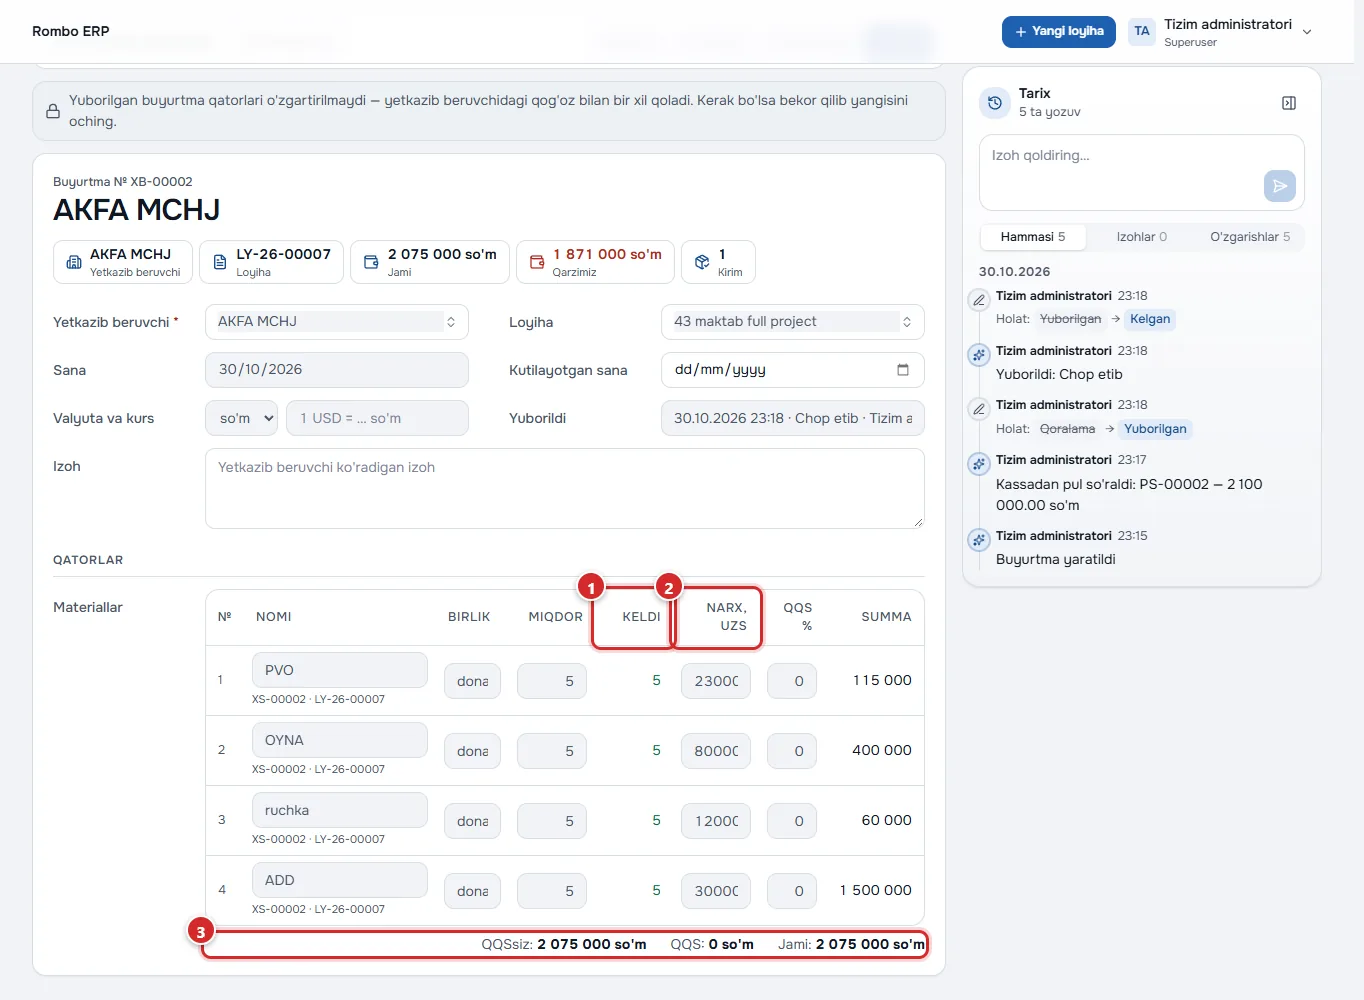 Rombo ERP
+ Yangi loyiha
TA
Tizim administratori
Superuser
Yuborilgan buyurtma qatorlari o'zgartirilmaydi — yetkazib beruvchidagi qog'oz bilan bir xil qoladi. Kerak bo'lsa bekor qilib yangisini
oching.
Buyurtma № XB-00002
AKFA MCHJ
AKFA MCHJ
Yetkazib beruvchi
LY-26-00007
Loyiha
2 075 000 so'm
Jami
1 871 000 so'm
Qarzimiz
1
Kirim
Yetkazib beruvchi *
AKFA MCHJ
Loyiha
43 maktab full project
Sana
30/10/2026
Kutilayotgan sana
dd/mm/yyyy
Valyuta va kurs
so'm
1 USD = ... so'm
Yuborildi
30.10.2026 23:18 · Chop etib · Tizim a
Izoh
Yetkazib beruvchi ko'radigan izoh
QATORLAR
Materiallar
1
2
№ NOMI BIRLIK MIQDOR KELDI NARX, UZS QQS % SUMMA
1 PVO dona 5 5 23000 0 115 000
XS-00002 · LY-26-00007
2 OYNA dona 5 5 80000 0 400 000
XS-00002 · LY-26-00007
3 ruchka dona 5 5 12000 0 60 000
XS-00002 · LY-26-00007
4 ADD dona 5 5 30000 0 1 500 000
XS-00002 · LY-26-00007
3
QQSsiz: 2 075 000 so'm QQS: 0 so'm Jami: 2 075 000 so'm
Tarix
5 ta yozuv
Izoh qoldiring...
Hammasi 5
Izohlar 0
O'zgarishlar 5
30.10.2026
Tizim administratori 23:18
Holat: Yuborilgan → Kelgan
Tizim administratori 23:18
Yuborildi: Chop etib
Tizim administratori 23:18
Holat: Qoralama → Yuborilgan
Tizim administratori 23:17
Kassadan pul so'raldi: PS-00002 — 2 100
000.00 so'm
Tizim administratori 23:15
Buyurtma yaratildi